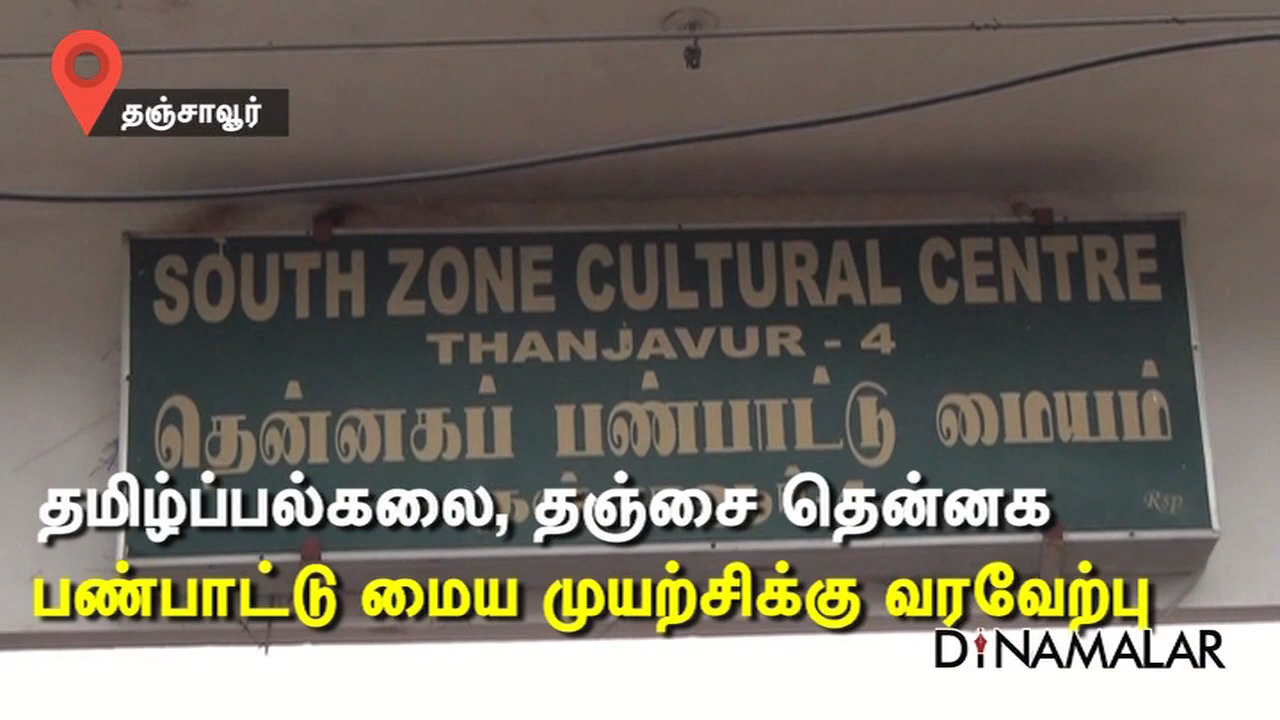 தஞ்சாவூர்
SOUTH ZONE CULTURAL CENTRE
THANJAVUR - 4
தென்னகப் பண்பாட்டு மையம்
Rsp
தமிழ்ப்பல்கலை, தஞ்சை தென்னக
பண்பாட்டு மைய முயற்சிக்கு வரவேற்பு
DINAMALAR